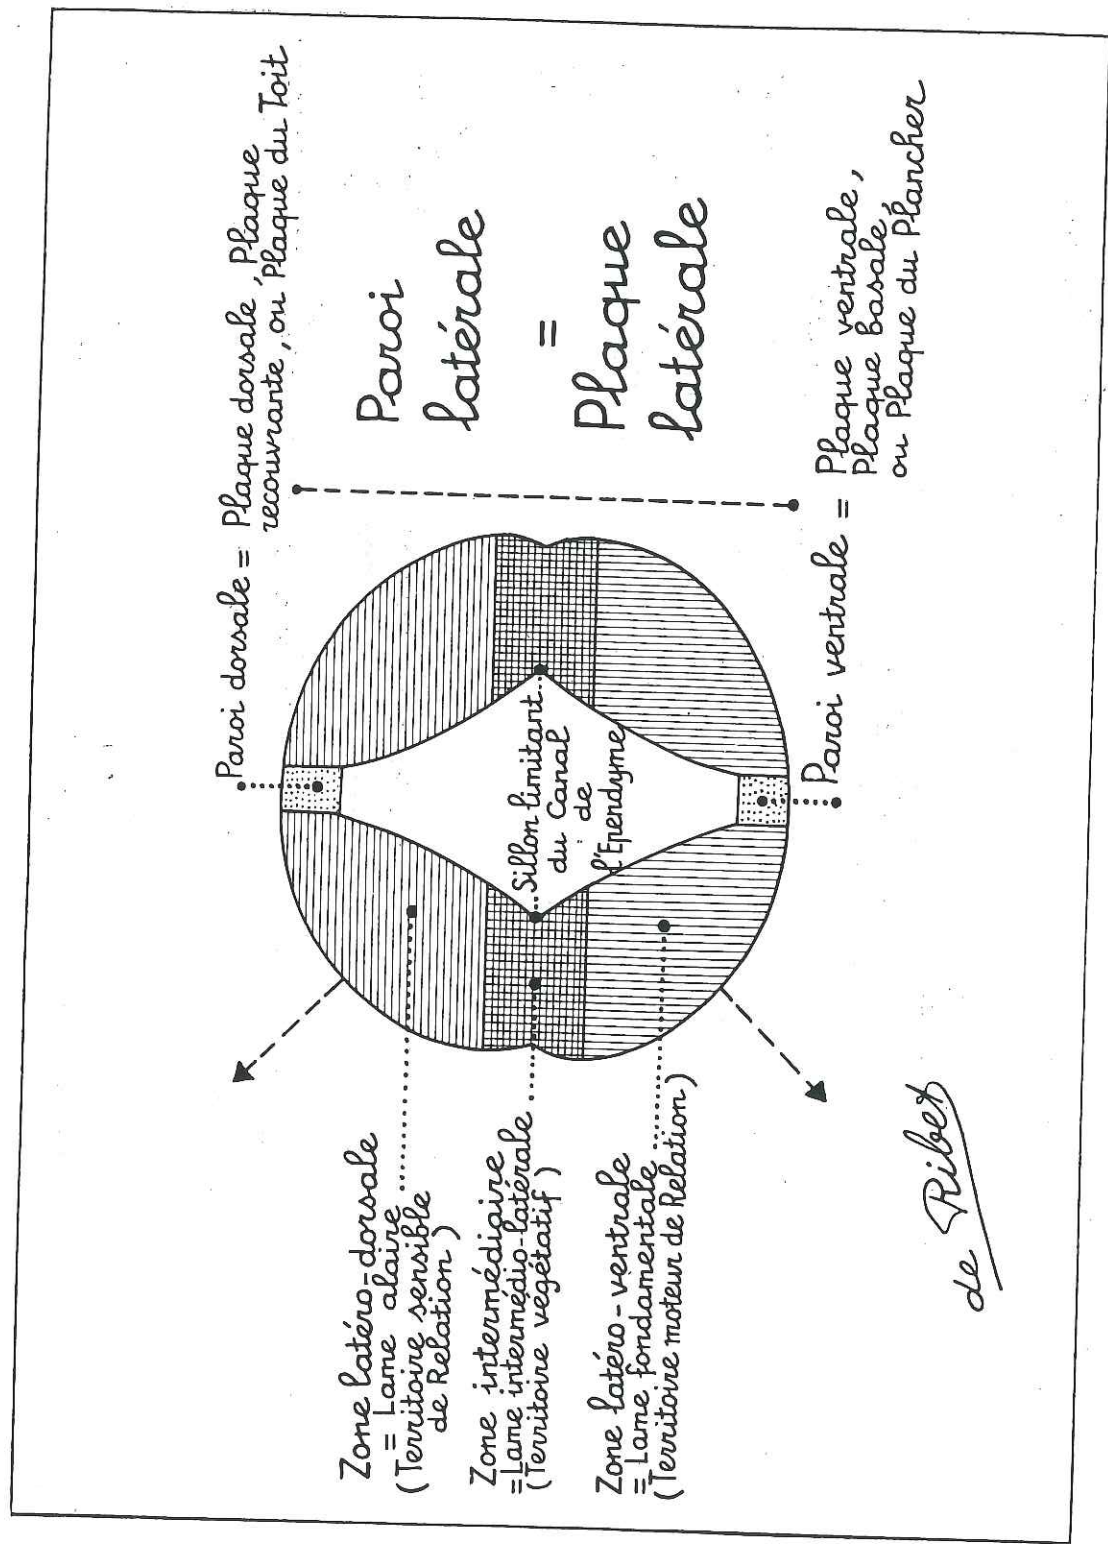 Paroi dorsale = Plaque dorsale, Plaque
recouvrante, ou Plaque du Toit
Zone latéro-dorsale
= Lame alaire
(Territoire sensible
de Relation)
Zone intermédiaire
=Lame intermédio-latérale
(Territoire végétatif)
Zone latéro-ventrale
= Lame fondamentale
(Territoire moteur de Relation)
Sillon limitant
du Canal
de
l'Ependyme
Paroi
latérale
=
Plaque
latérale
Paroi ventrale = Plaque ventrale,
Plaque basale,
ou Plaque du Plancher
de Ribet